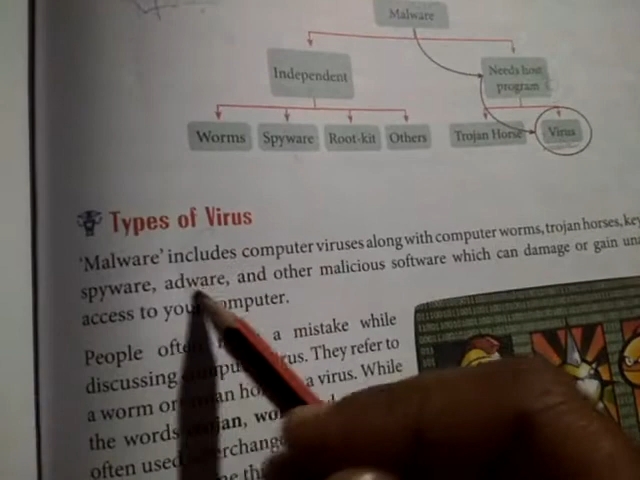 Malware
Independent
Needs host
program
Worms
Spyware
Root-kit
Others
Trojan Horse
Virus
Types of Virus
'Malware' includes computer viruses along with computer worms, trojan horses,
spyware, adware, and other malicious software which can damage or gain
access to your computer.
People often a mistake while
discussing They refer to
a worm or a virus. While
the words
often used